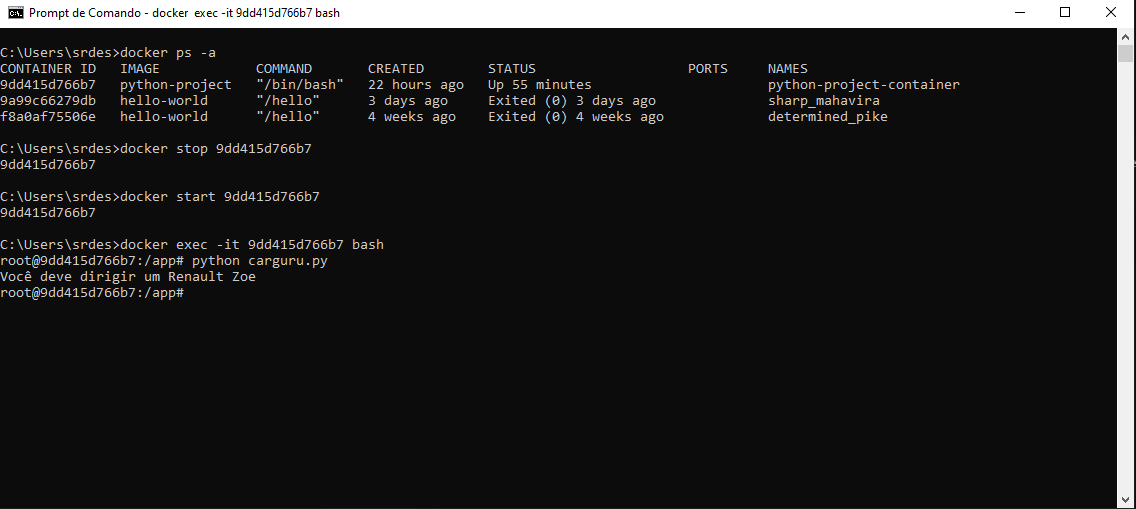 Prompt de Comando - docker  exec -it 9dd415d766b7 bash
C:\Users\srdes>docker ps -a
CONTAINER ID   IMAGE            COMMAND       CREATED         STATUS                   PORTS     NAMES
9dd415d766b7   python-project   "/bin/bash"   22 hours ago    Up 55 minutes                      python-project-container
9a99c66279db   hello-world      "/hello"      3 days ago      Exited (0) 3 days ago              sharp_mahavira
f8a0af75506e   hello-world      "/hello"      4 weeks ago     Exited (0) 4 weeks ago             determined_pike
C:\Users\srdes>docker stop 9dd415d766b7
9dd415d766b7
C:\Users\srdes>docker start 9dd415d766b7
9dd415d766b7
C:\Users\srdes>docker exec -it 9dd415d766b7 bash
root@9dd415d766b7:/app# python carguru.py
Você deve dirigir um Renault Zoe
root@9dd415d766b7:/app#